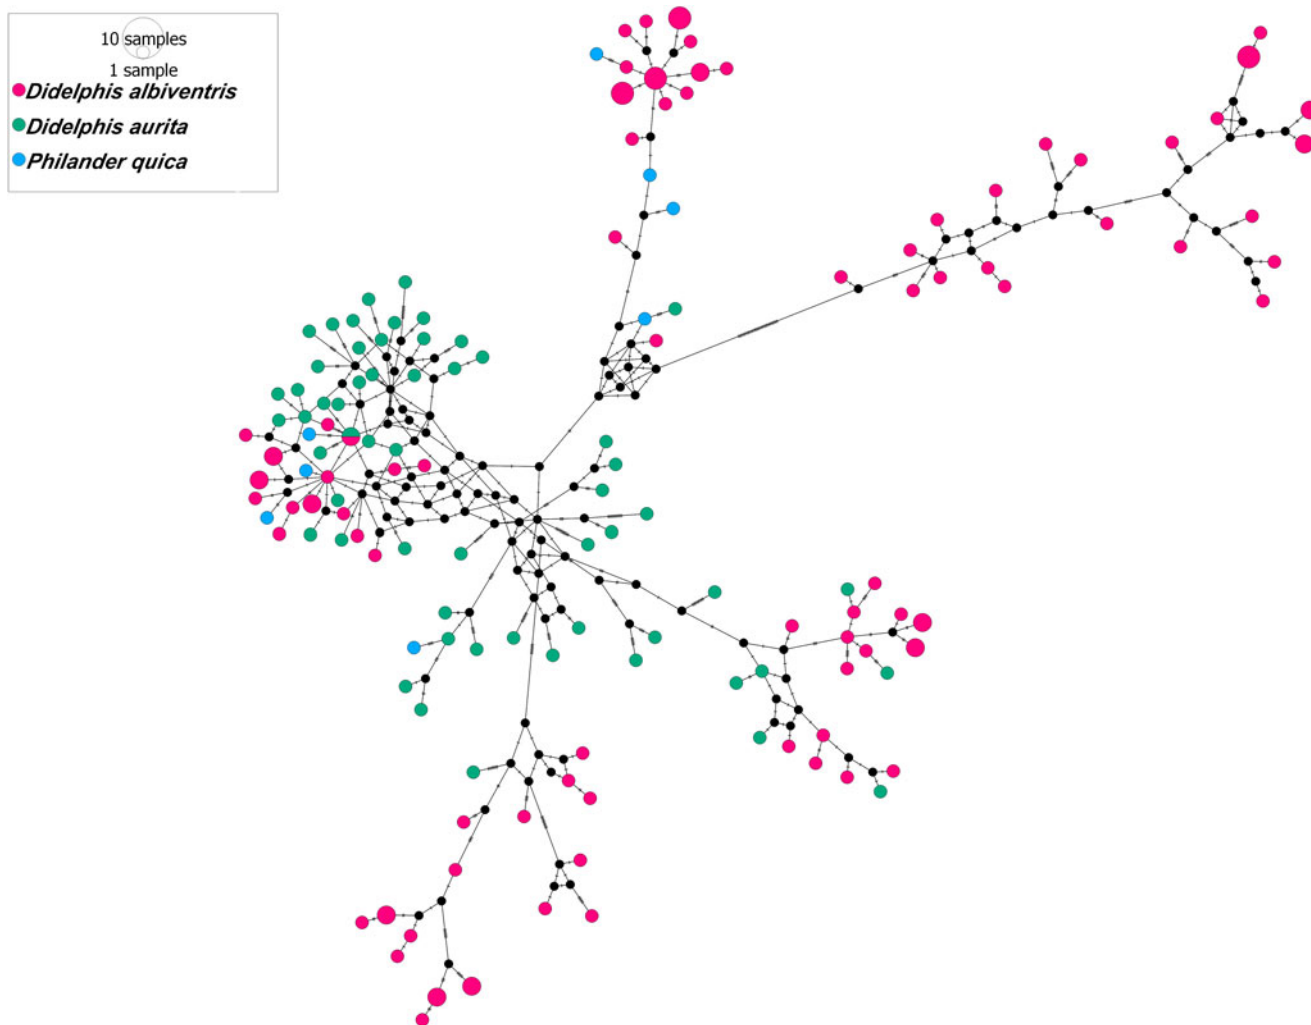 10 samples
1 sample
Didelphis albiventris
Didelphis aurita
Philander quica